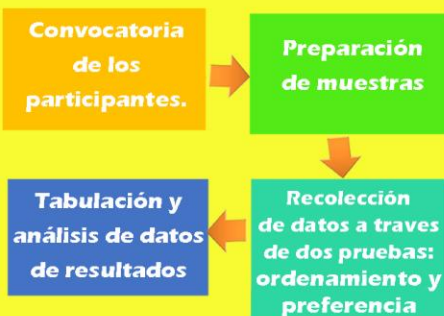 Convocatoria
de los
participantes.
Preparación
de muestras
Recolección
de datos a traves
de dos pruebas:
ordenamiento y
preferencia
Tabulación y
análisis de datos
de resultados